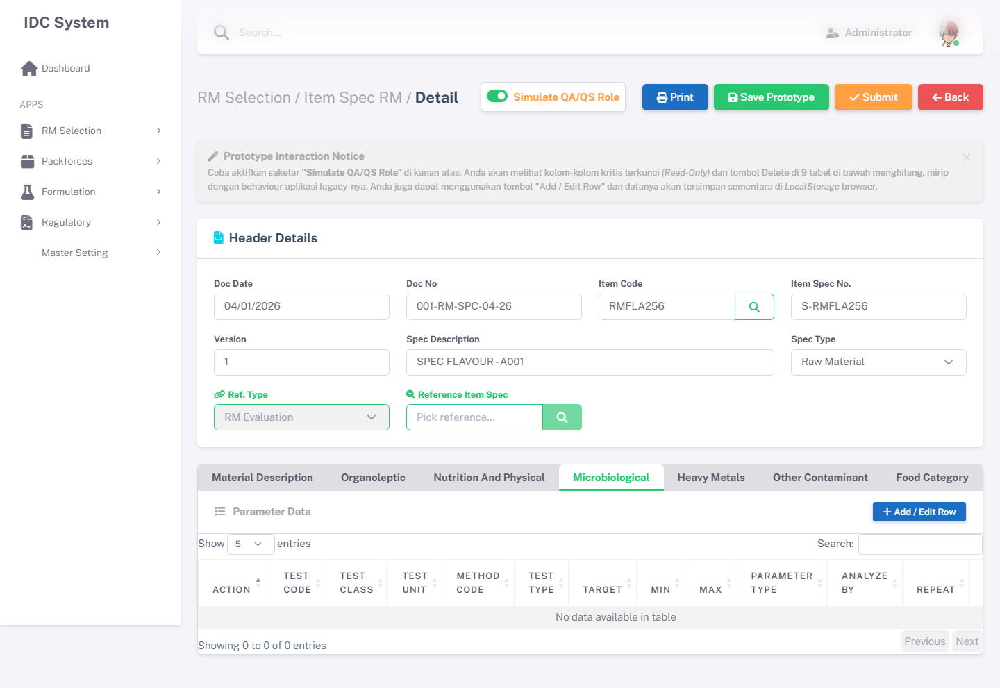 IDC System
Dashboard
APPS
RM Selection
Packforces
Formulation
Regulatory
Master Setting
Search...
Administrator
RM Selection / Item Spec RM / Detail
Simulate QA/QS Role
Print
Save Prototype
Submit
Back
Prototype Interaction Notice
Coba aktifkan sakelar "Simulate QA/QS Role" di kanan atas. Anda akan melihat kolom-kolom kritis terkunci (Read-Only) dan tombol Delete di 9 tabel di bawah menghilang, mirip
dengan behaviour aplikasi legacy-nya. Anda juga dapat menggunakan tombol "Add / Edit Row" dan datanya akan tersimpan sementara di LocalStorage browser.
Header Details
Doc Date
Doc No
Item Code
Item Spec No.
04/01/2026
001-RM-SPC-04-26
RMFLA256
S-RMFLA256
Version
Spec Description
Spec Type
1
SPEC FLAVOUR - A001
Raw Material
Ref. Type
Reference Item Spec
RM Evaluation
Pick reference...
Material Description
Organoleptic
Nutrition And Physical
Microbiological
Heavy Metals
Other Contaminant
Food Category
Parameter Data
Add / Edit Row
Show 5 entries
Search:
ACTION
TEST CODE
TEST CLASS
TEST UNIT
METHOD CODE
TEST TYPE
TARGET
MIN
MAX
PARAMETER TYPE
ANALYZE BY
REPEAT
No data available in table
Showing 0 to 0 of 0 entries
Previous
Next